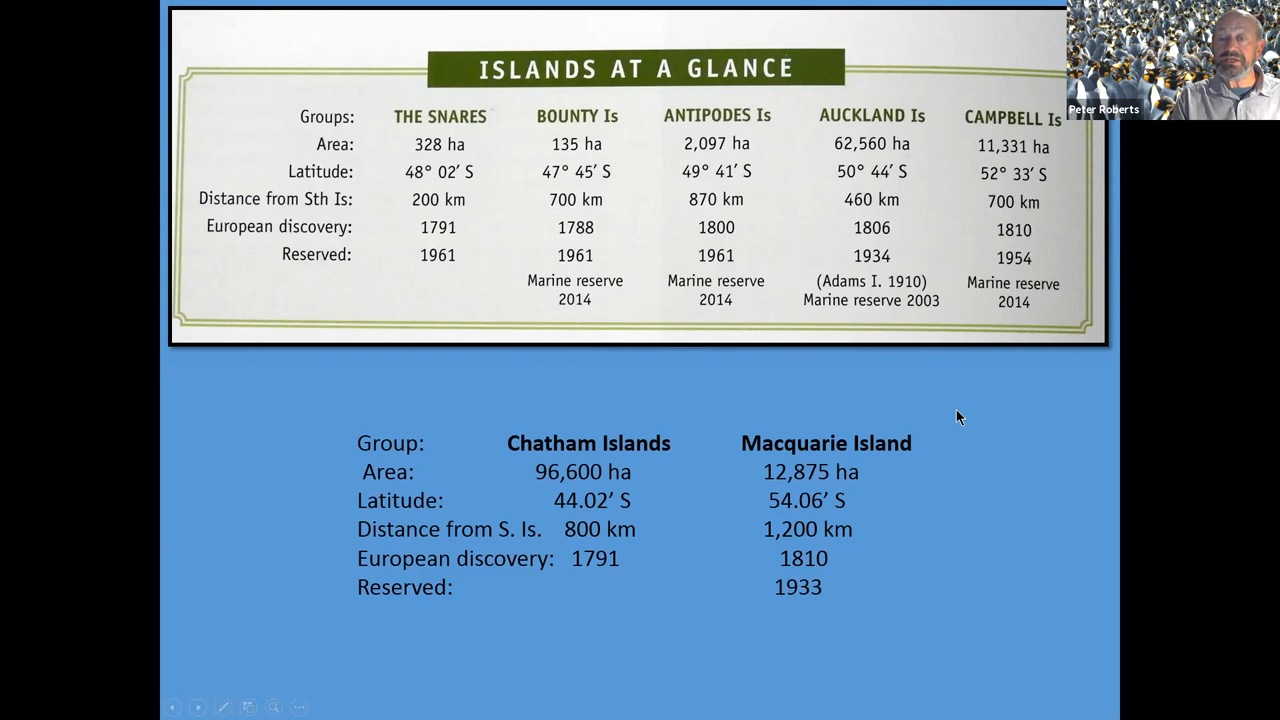 ISLANDS AT A GLANCE
Groups: THE SNARES BOUNTY Is ANTIPODES Is AUCKLAND Is CAMPBELL Is
Area: 328 ha 135 ha 2,097 ha 62,560 ha 11,331 ha
Latitude: 48° 02′ S 47° 45′ S 49° 41′ S 50° 44′ S 52° 33′ S
Distance from Sth Is: 200 km 700 km 870 km 460 km 700 km
European discovery: 1791 1788 1800 1806 1810
Reserved: 1961 1961 1961 1934 1954
Marine reserve Marine reserve (Adams I. 1910) Marine reserve
2014 2014 Marine reserve 2003 2014
Peter Roberts
Group: Chatham Islands Macquarie Island
Area: 96,600 ha 12,875 ha
Latitude: 44.02’ S 54.06’ S
Distance from S. Is. 800 km 1,200 km
European discovery: 1791 1810
Reserved: 1933